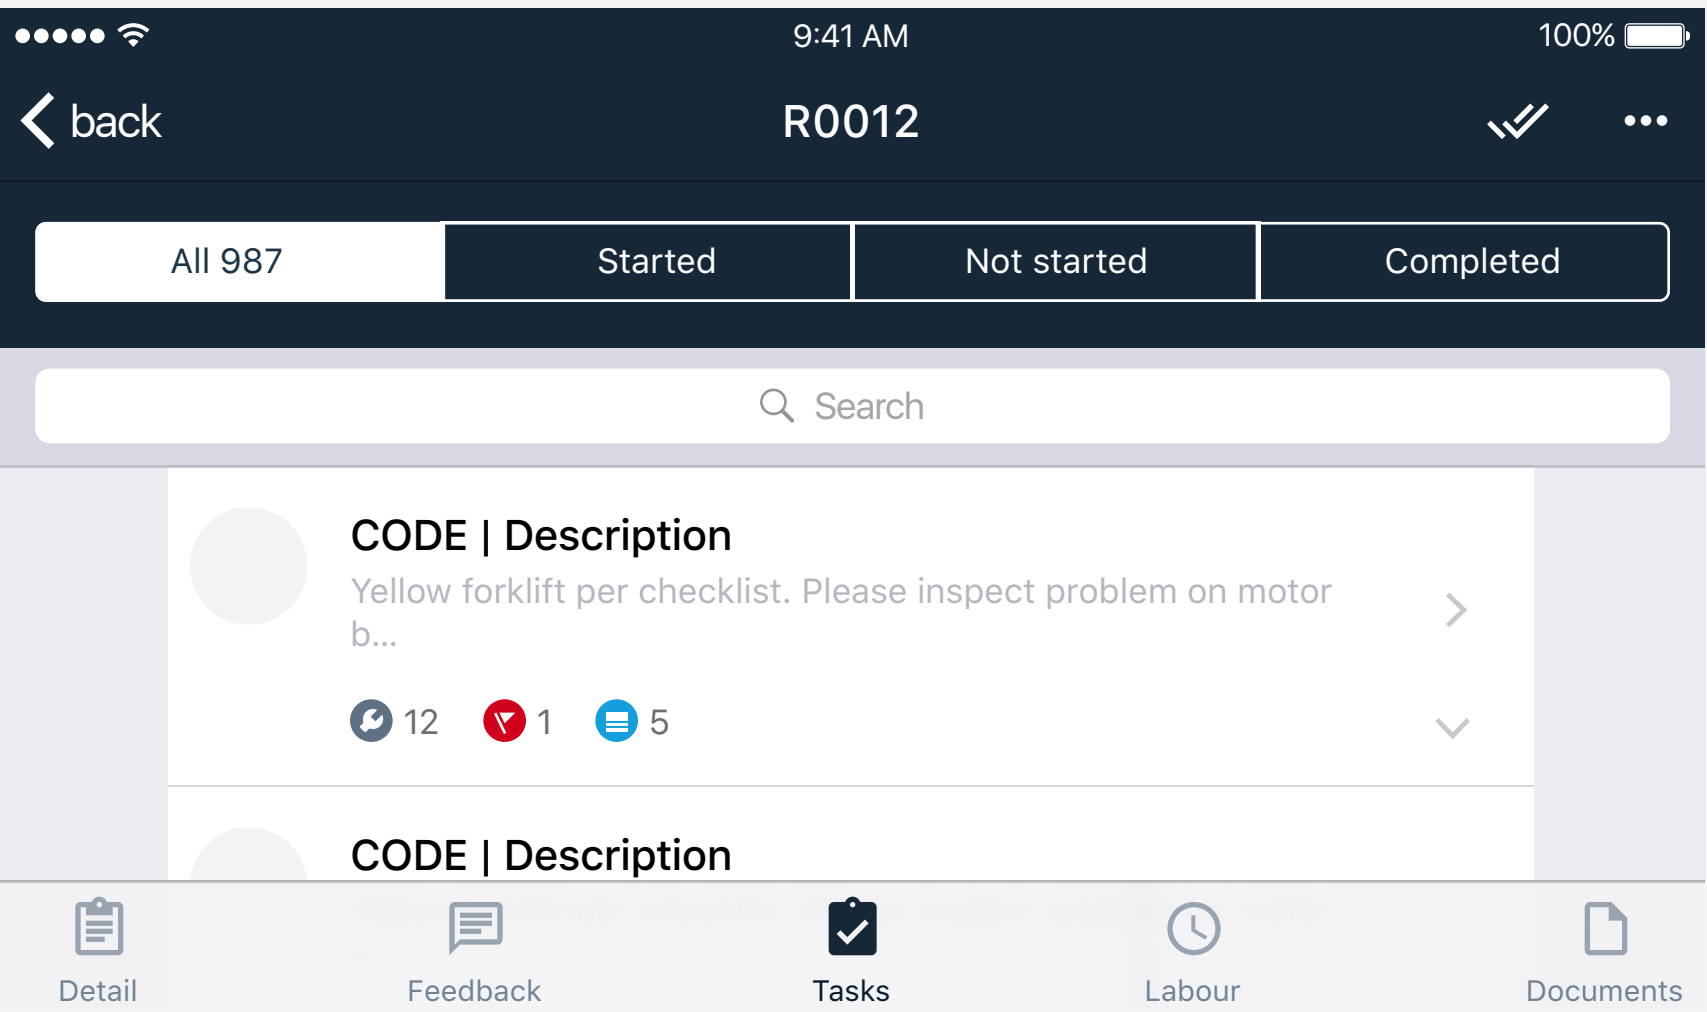 9:41 AM
100%
back
R0012
All 987
Started
Not started
Completed
Search
CODE | Description
Yellow forklift per checklist. Please inspect problem on motor
b...
12
1
5
CODE | Description
Detail
Feedback
Tasks
Labour
Documents